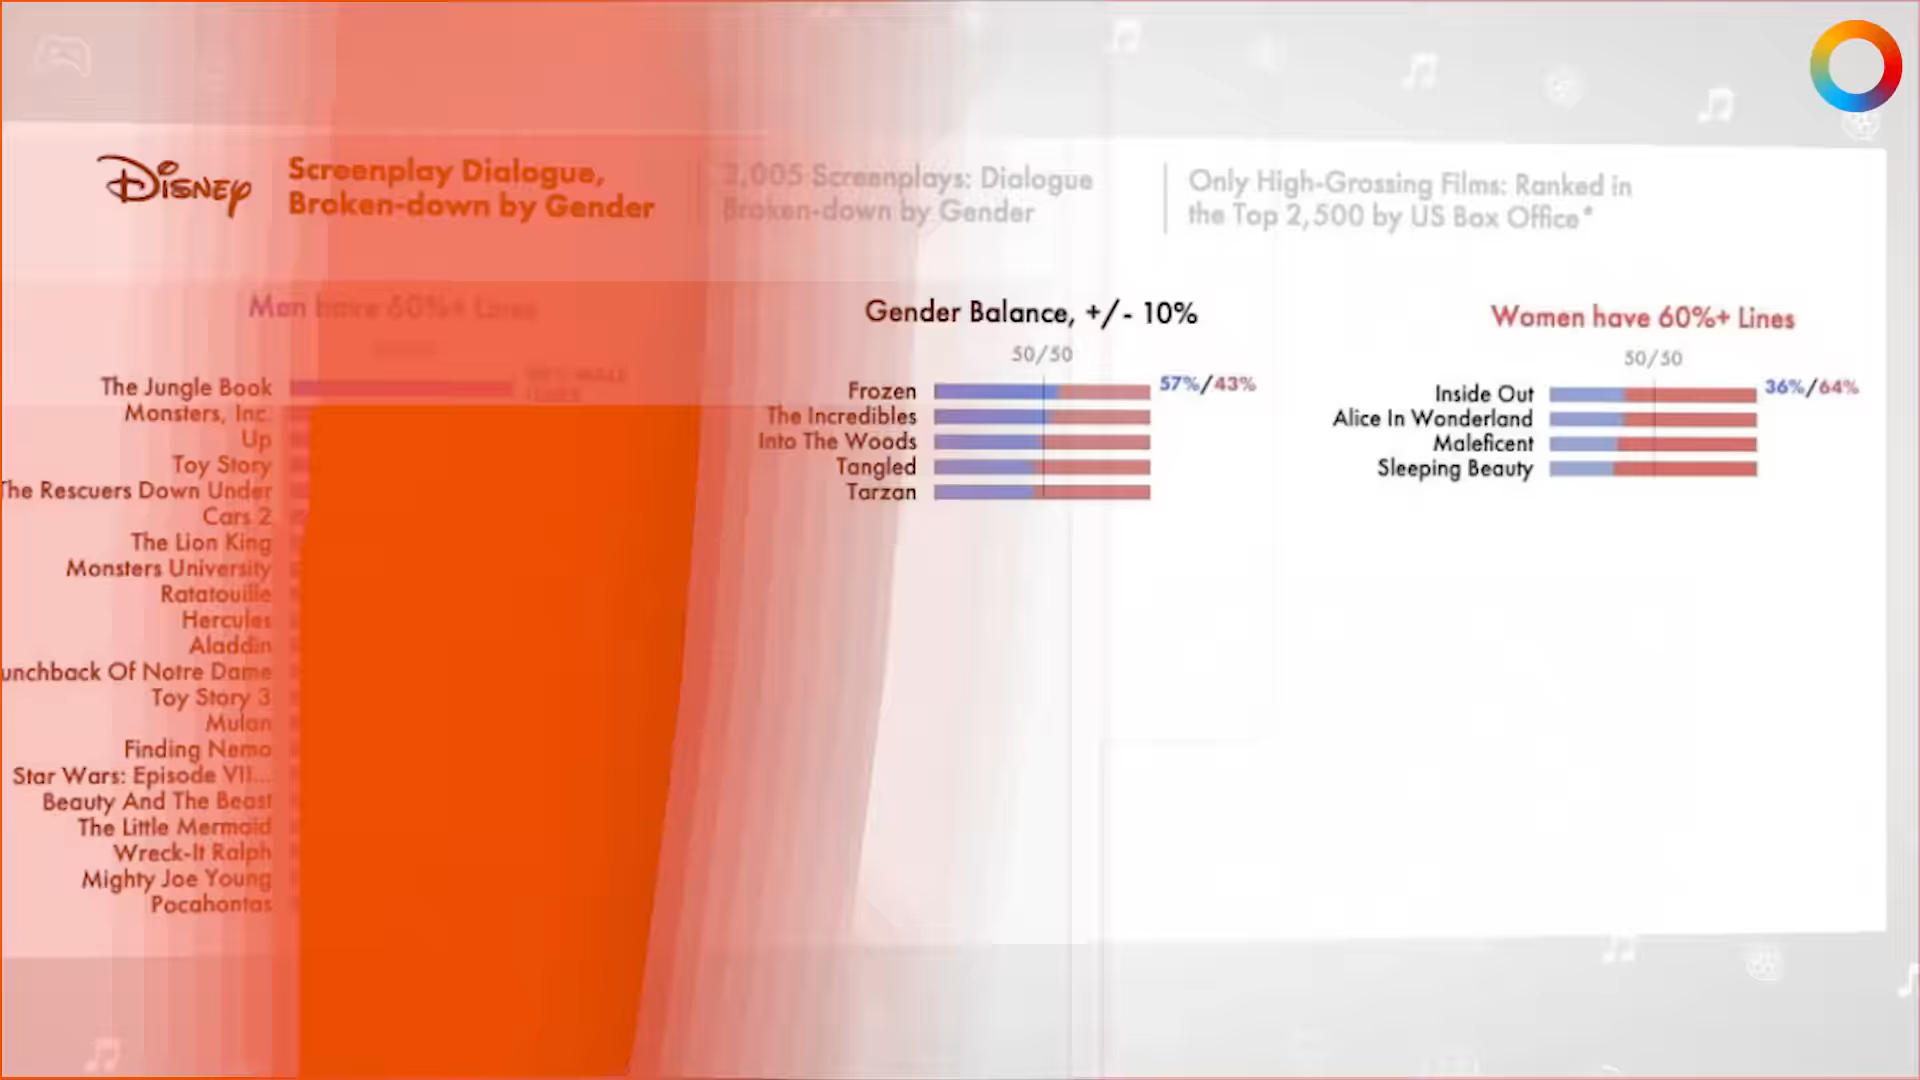 Disney
Screenplay Dialogue,
Broken-down by Gender
2,005 Screenplays: Dialogue
Broken-down by Gender
Only High-Grossing Films: Ranked in
the Top 2,500 by US Box Office*
Men have 60%+ Lines
The Jungle Book
Monsters, Inc.
Up
Toy Story
The Rescuers Down Under
Cars 2
The Lion King
Monsters University
Ratatouille
Hercules
Aladdin
unchback Of Notre Dame
Toy Story 3
Mulan
Finding Nemo
Star Wars: Episode VII...
Beauty And The Beast
The Little Mermaid
Wreck-It Ralph
Mighty Joe Young
Pocahontas
Gender Balance, +/- 10%
50/50
Frozen 57%/43%
The Incredibles
Into The Woods
Tangled
Tarzan
Women have 60%+ Lines
50/50
Inside Out 36%/64%
Alice In Wonderland
Maleficent
Sleeping Beauty